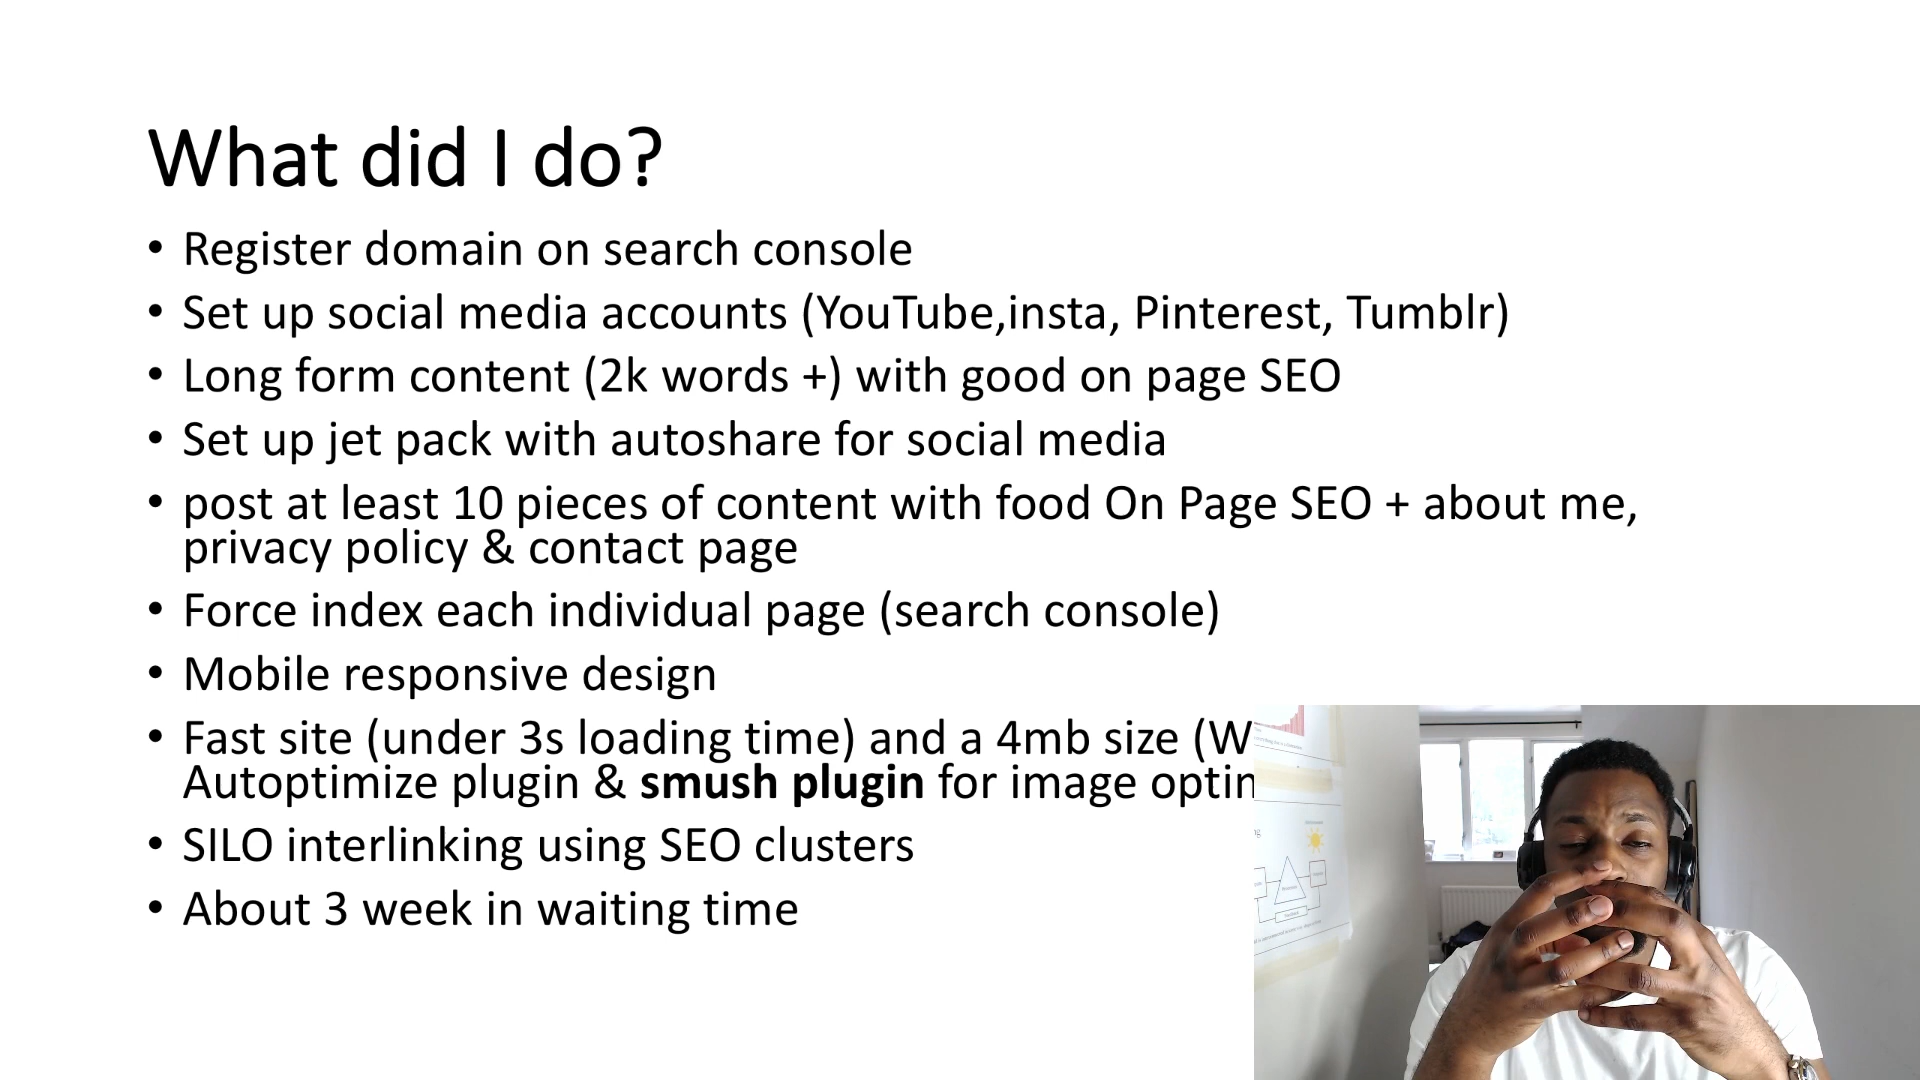 What did I do?
• Register domain on search console
• Set up social media accounts (YouTube,insta, Pinterest, Tumblr)
• Long form content (2k words +) with good on page SEO
• Set up jet pack with autoshare for social media
• post at least 10 pieces of content with food On Page SEO + about me,
privacy policy & contact page
• Force index each individual page (search console)
• Mobile responsive design
• Fast site (under 3s loading time) and a 4mb size (W
Autoptimize plugin & smush plugin for image
• SILO interlinking using SEO clusters
• About 3 week in waiting time